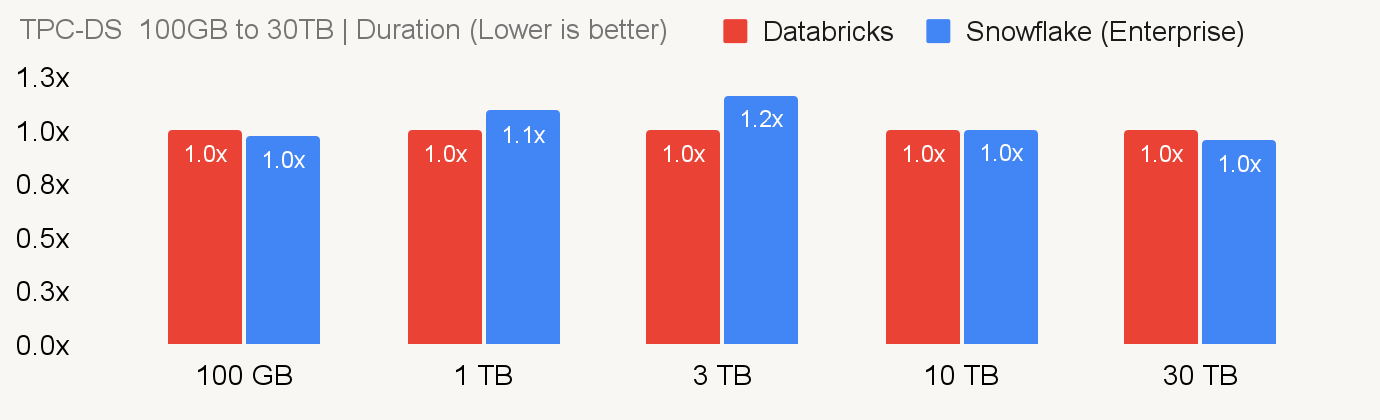 TPC-DS 100GB to 30TB | Duration (Lower is better) Databricks Snowflake (Enterprise)
1.3x
1.0x
0.8x
0.5x
0.3x
0.0x
1.0x 1.0x 1.0x 1.1x 1.0x 1.2x 1.0x 1.0x 1.0x 1.0x
100 GB 1 TB 3 TB 10 TB 30 TB